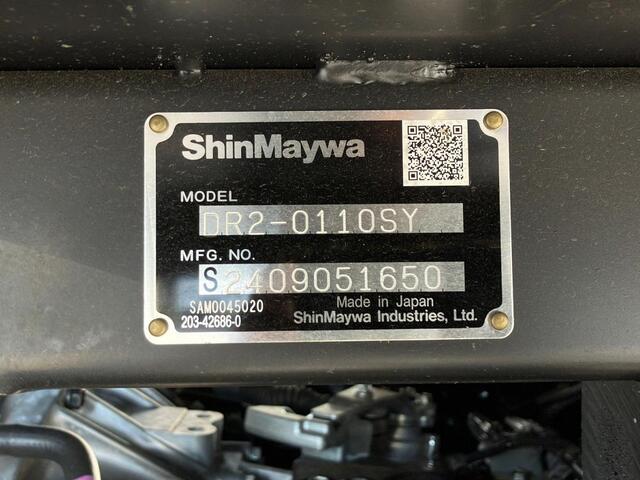 ShinMaywa
MODEL
DR2-0110SY
MFG. NO.
S2409051650
SAM0045020
203-42686-0
Made in Japan
ShinMaywa Industries, Ltd.